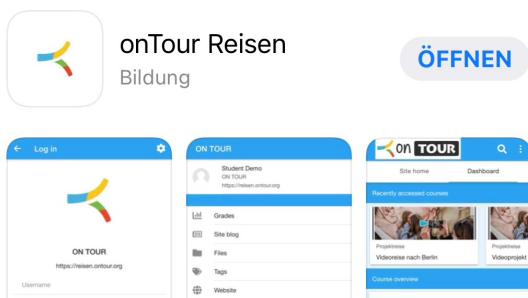 onTour Reisen
Bildung
ÖFFNEN
Log in
ON TOUR
https://reisen.ontour.org
Username
ON TOUR
Student Demo
ON TOUR
https://reisen.ontour.org
Grades
Site blog
Files
Tags
Website
on TOUR
Site home
Dashboard
Recently accessed courses
Projektreise
Videoreise nach Berlin
Projektreise
Videoprojekt
Course overview